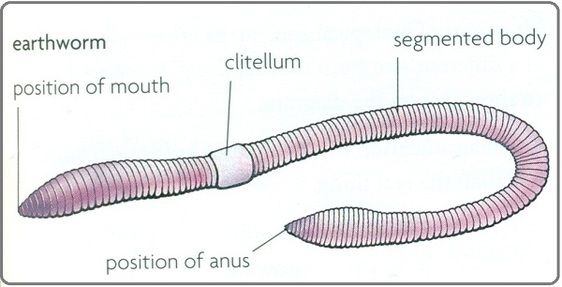 earthworm
position of mouth
clitellum
segmented body
position of anus